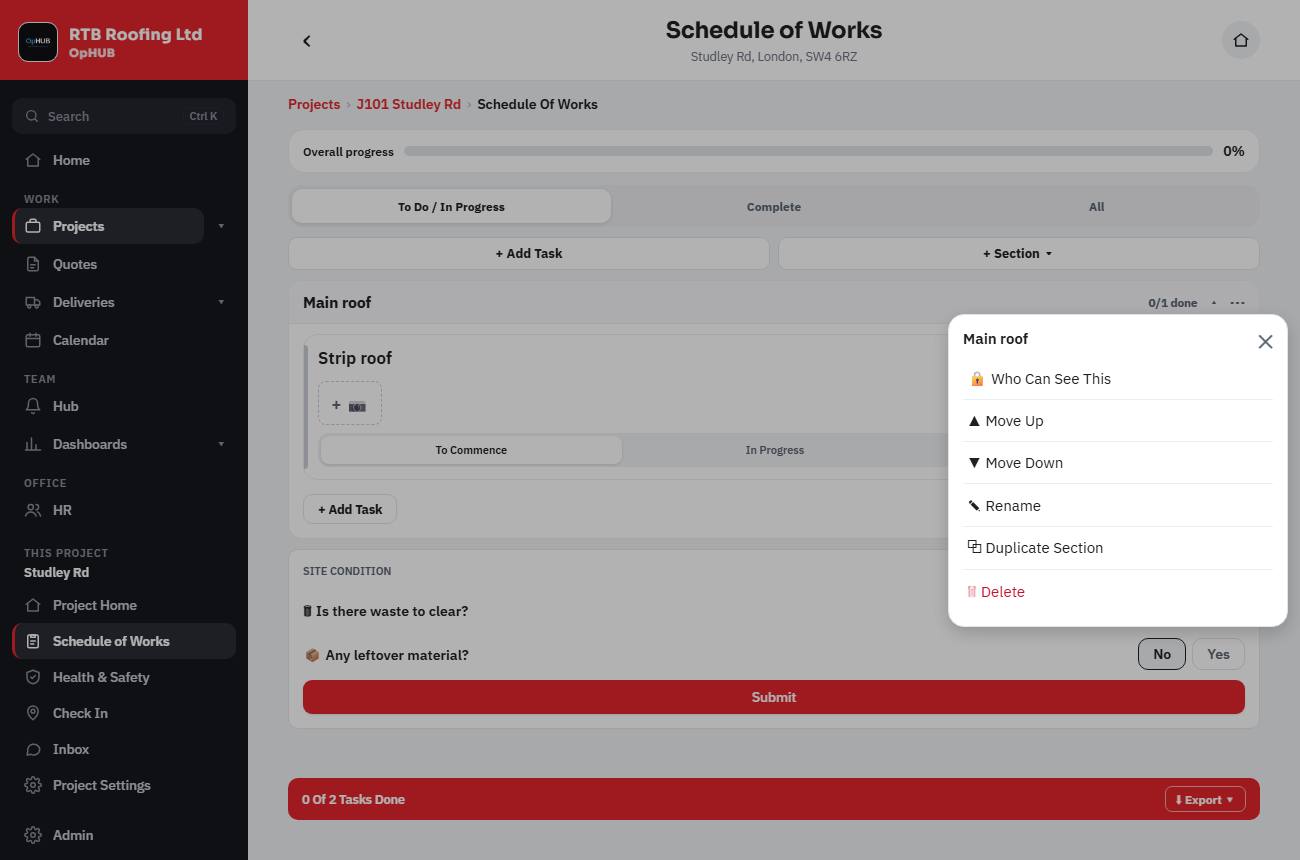 OpHUB
RTB Roofing Ltd
OpHUB
Search
Ctrl K
Home
WORK
Projects
Quotes
Deliveries
Calendar
TEAM
Hub
Dashboards
OFFICE
HR
THIS PROJECT
Studley Rd
Project Home
Schedule of Works
Health & Safety
Check In
Inbox
Project Settings
Admin
Schedule of Works
Studley Rd, London, SW4 6RZ
Projects › J101 Studley Rd › Schedule Of Works
Overall progress
0%
To Do / In Progress
Complete
All
+ Add Task
+ Section
Main roof
0/1 done
Strip roof
+
To Commence
In Progress
+ Add Task
SITE CONDITION
Is there waste to clear?
Any leftover material?
No
Yes
Submit
0 Of 2 Tasks Done
Export
Main roof
Who Can See This
Move Up
Move Down
Rename
Duplicate Section
Delete